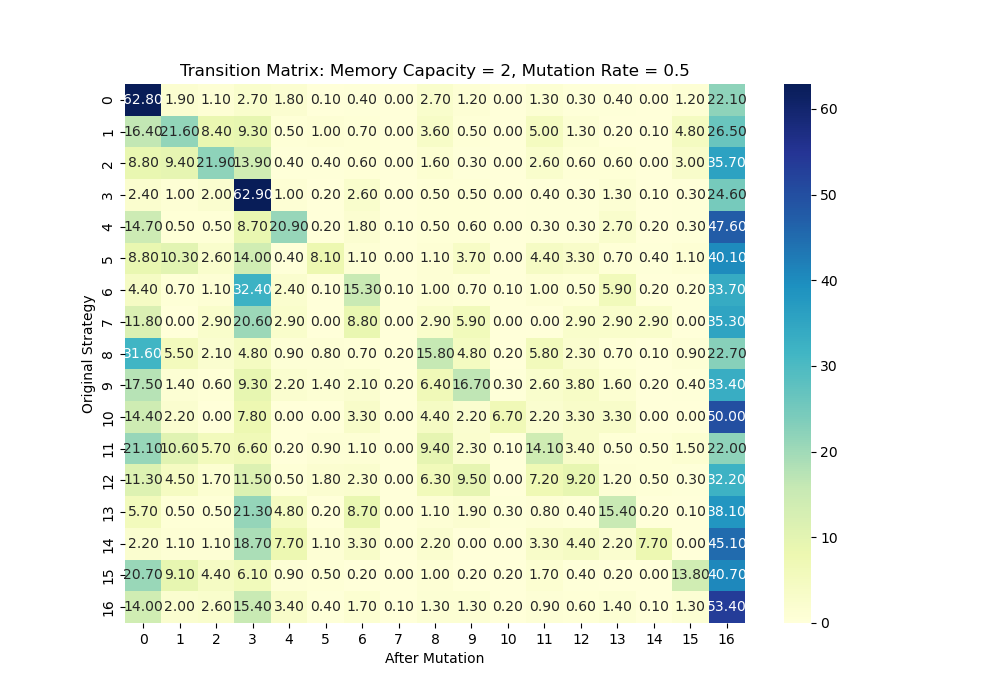 Transition Matrix: Memory Capacity = 2, Mutation Rate = 0.5
0 62.80 1.90 1.10 2.70 1.80 0.10 0.40 0.00 2.70 1.20 0.00 1.30 0.30 0.40 0.00 1.20 22.10
1 16.40 21.60 8.40 9.30 0.50 1.00 0.70 0.00 3.60 0.50 0.00 5.00 1.30 0.20 0.10 4.80 26.50
2 8.80 9.40 21.90 13.90 0.40 0.40 0.60 0.00 1.60 0.30 0.00 2.60 0.60 0.60 0.00 3.00 35.70
3 2.40 1.00 2.00 62.90 1.00 0.20 2.60 0.00 0.50 0.50 0.00 0.40 0.30 1.30 0.10 0.30 24.60
4 14.70 0.50 0.50 8.70 20.90 0.20 1.80 0.10 0.50 0.60 0.00 0.90 0.30 2.70 0.20 0.30 47.60
5 8.80 10.30 2.60 14.00 0.40 8.10 1.10 0.00 1.10 3.70 0.00 4.40 3.30 0.70 0.40 1.10 40.10
6 4.40 0.70 1.10 32.40 2.40 0.10 15.30 0.10 1.00 0.70 0.10 1.00 0.50 5.90 0.20 0.20 33.70
7 11.80 0.00 2.90 20.60 2.90 0.00 8.80 0.00 2.90 5.90 0.00 0.00 2.90 2.90 2.90 0.00 35.30
8 31.60 5.50 2.10 4.80 0.90 0.80 0.70 0.20 15.80 4.80 0.20 5.80 2.30 0.70 0.10 0.90 22.70
9 17.50 1.40 0.60 9.30 2.20 1.40 2.10 0.20 6.40 16.70 0.30 2.60 3.80 1.60 0.20 0.40 33.40
10 14.40 2.20 0.00 7.80 0.00 0.00 3.30 0.00 4.40 2.20 6.70 2.20 3.30 3.30 0.00 0.00 50.00
11 21.10 10.60 5.70 6.60 0.20 0.90 1.10 0.00 9.40 2.30 0.10 14.10 3.40 0.50 0.50 1.50 22.00
12 11.30 4.50 1.70 11.50 0.50 1.80 2.30 0.00 6.30 9.50 0.00 7.20 9.20 1.20 0.50 0.30 32.20
13 5.70 0.50 0.50 21.30 4.80 0.20 8.70 0.00 1.10 1.90 0.30 0.80 0.40 15.40 0.20 0.10 38.10
14 2.20 1.10 1.10 18.70 7.70 1.10 3.30 0.00 2.20 0.00 0.00 3.30 4.40 2.20 7.70 0.00 45.10
15 20.70 9.10 4.40 6.10 0.90 0.50 0.20 0.00 1.00 0.20 0.20 1.70 0.40 0.20 0.00 13.80 40.70
16 14.00 2.00 2.60 15.40 3.40 0.40 1.70 0.10 1.30 1.30 0.10 0.90 0.60 1.40 0.10 1.30 53.40
0 1 2 3 4 5 6 7 8 9 10 11 12 13 14 15 16
After Mutation
Original Strategy
60
50
40
30
20
10
0